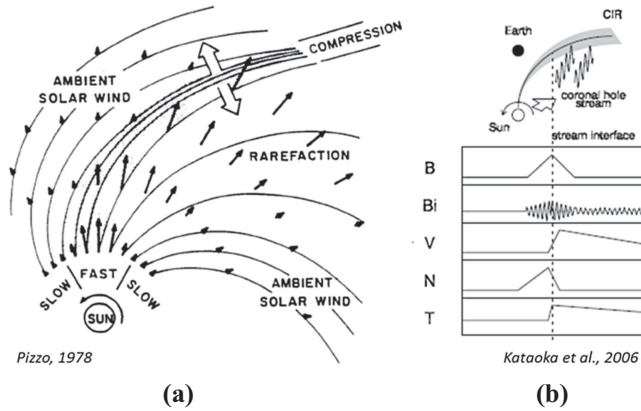 COMPRESSION
AMBIENT
SOLAR WIND
RAREFACTION
SLOW
FAST
SLOW
SUN
AMBIENT
SOLAR WIND
Pizzo, 1978
(a)
CIR
Earth
coronal hole
stream
Sun
stream interface
B
Bi
V
N
T
Kataoka et al., 2006
(b)